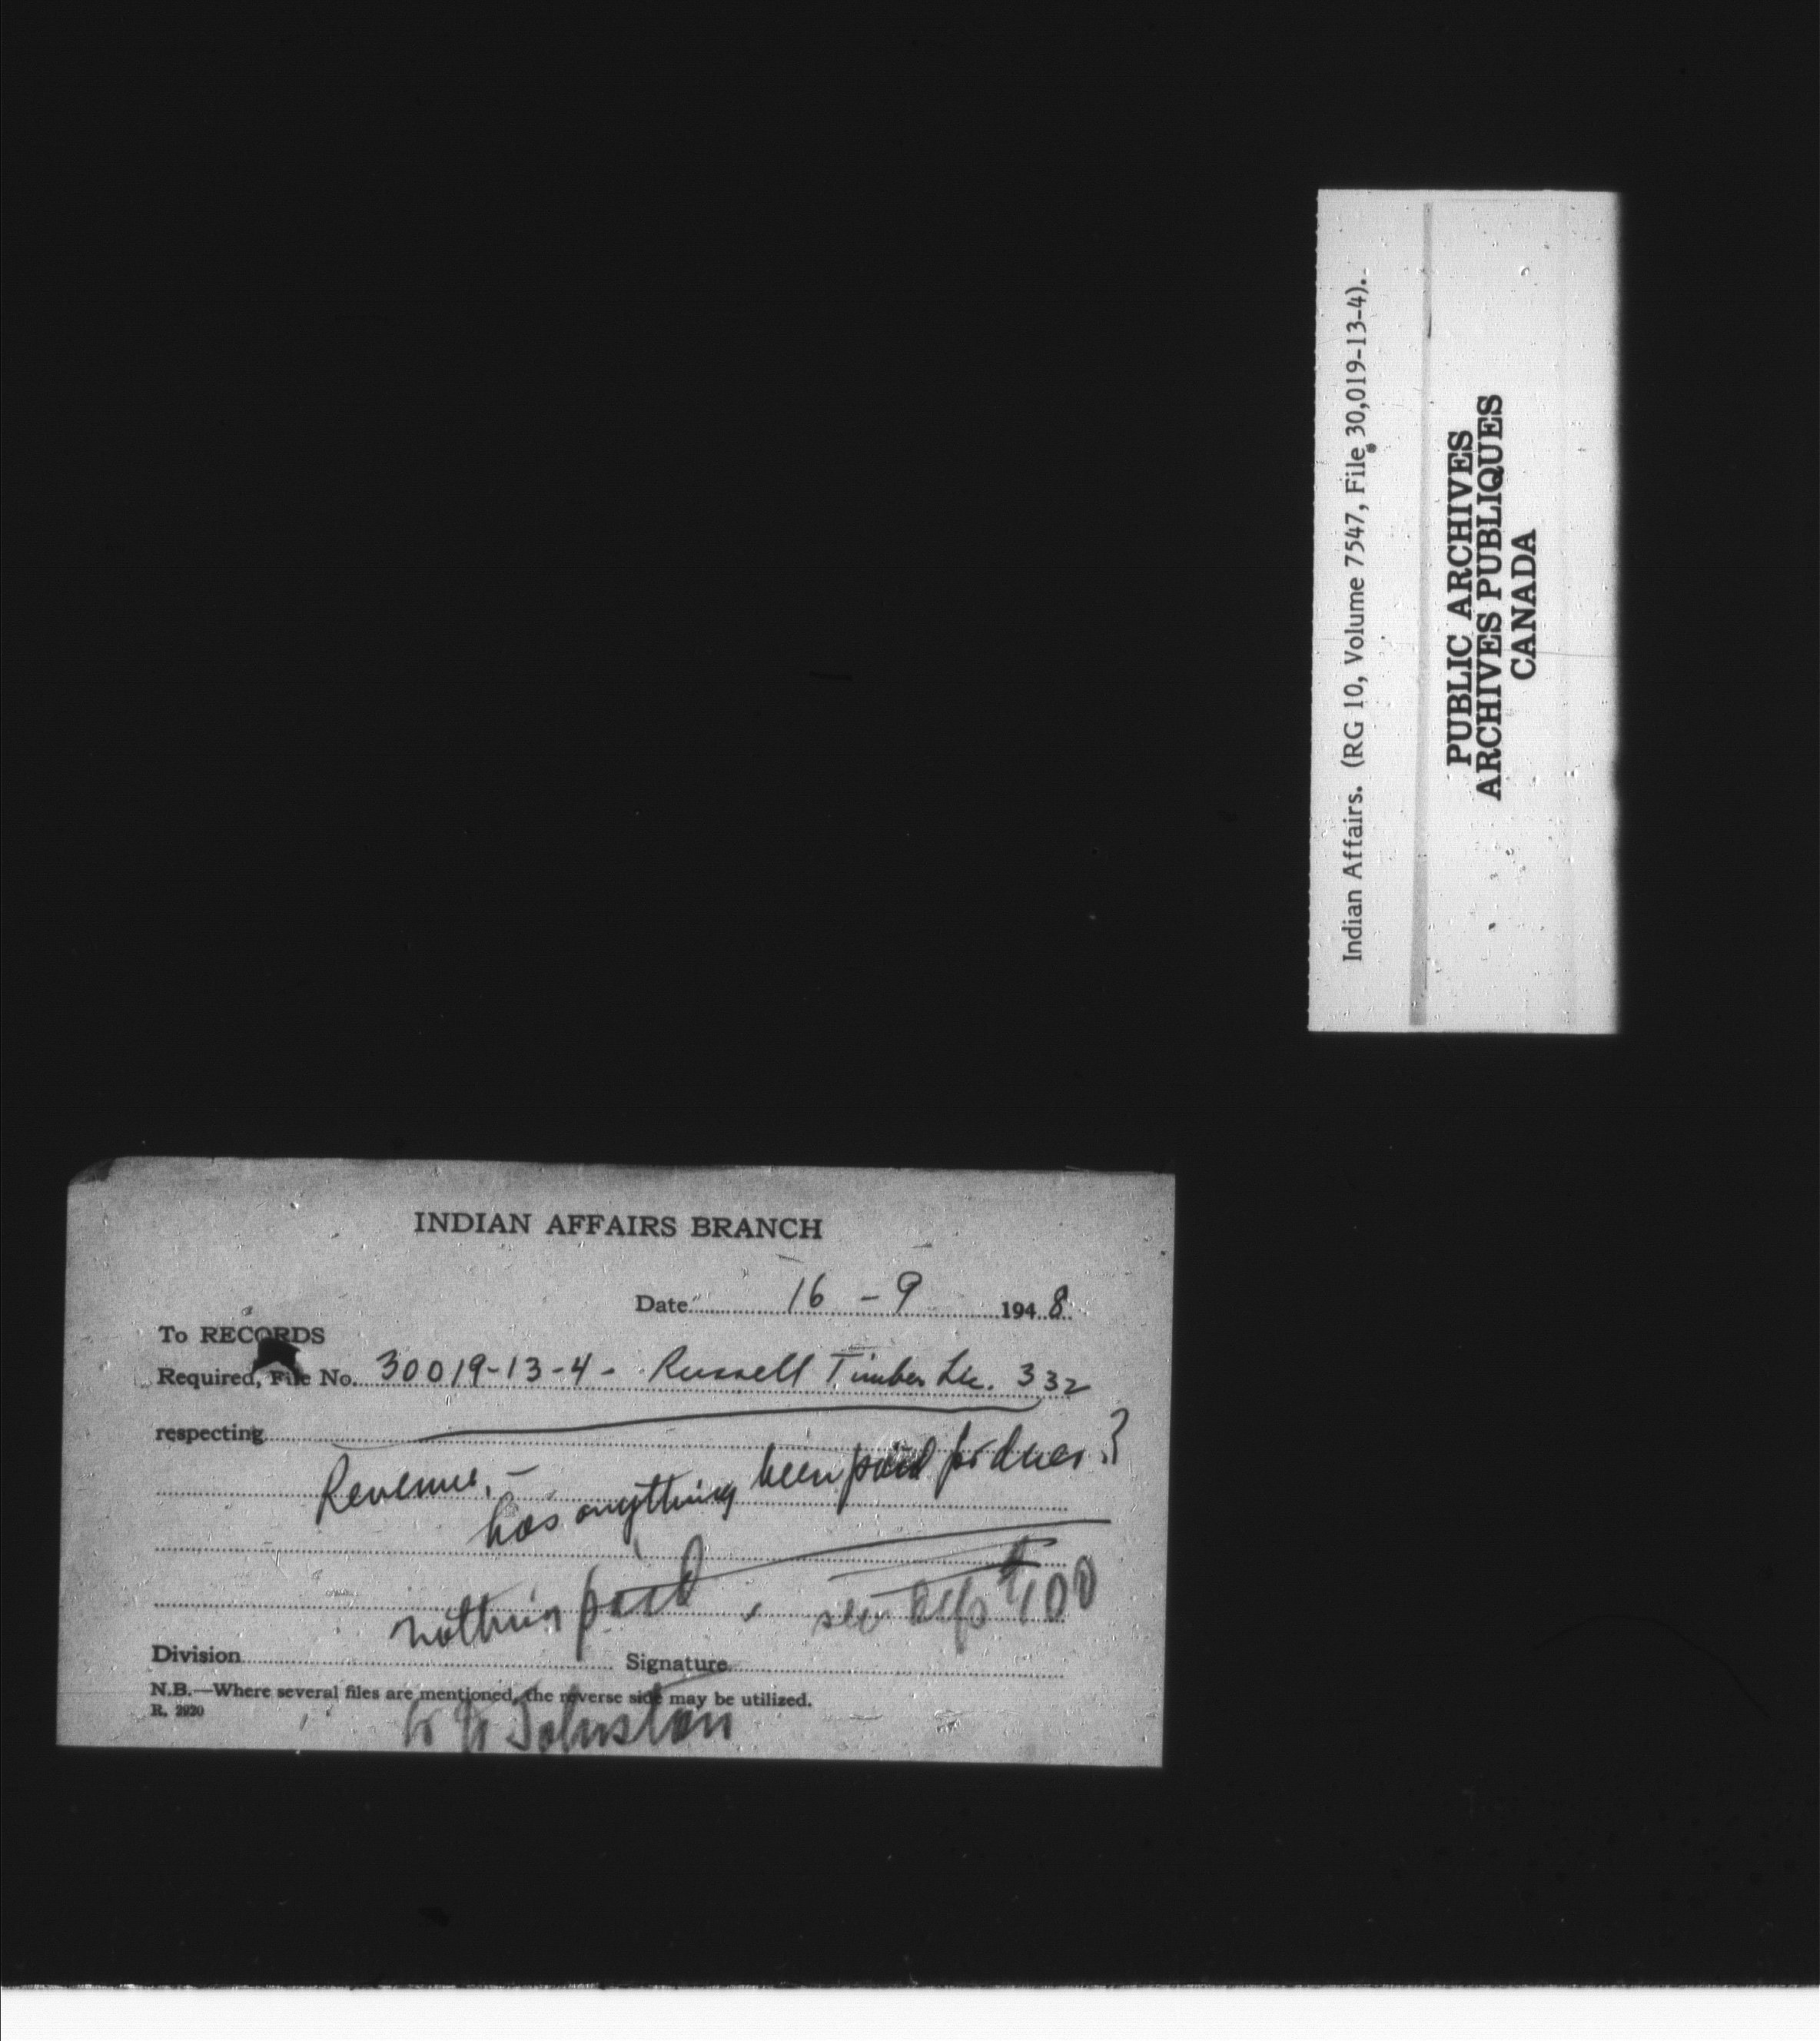 Indian Affairs. (RG 10, Volume 7547, File 30,019-13-4).
PUBLIC ARCHIVES
ARCHIVES PUBLIQUES
CANADA
INDIAN AFFAIRS BRANCH
Date 16 - 9 1948
To RECORDS
Required, File No. 30019-13-4 - Russell Timber Lic. 332
respecting
Revenue, -
has anything been paid for dues?
nothing paid $100
Division Signature
N.B.—Where several files are mentioned, the reverse side may be utilized.
R. 2920
Johnston